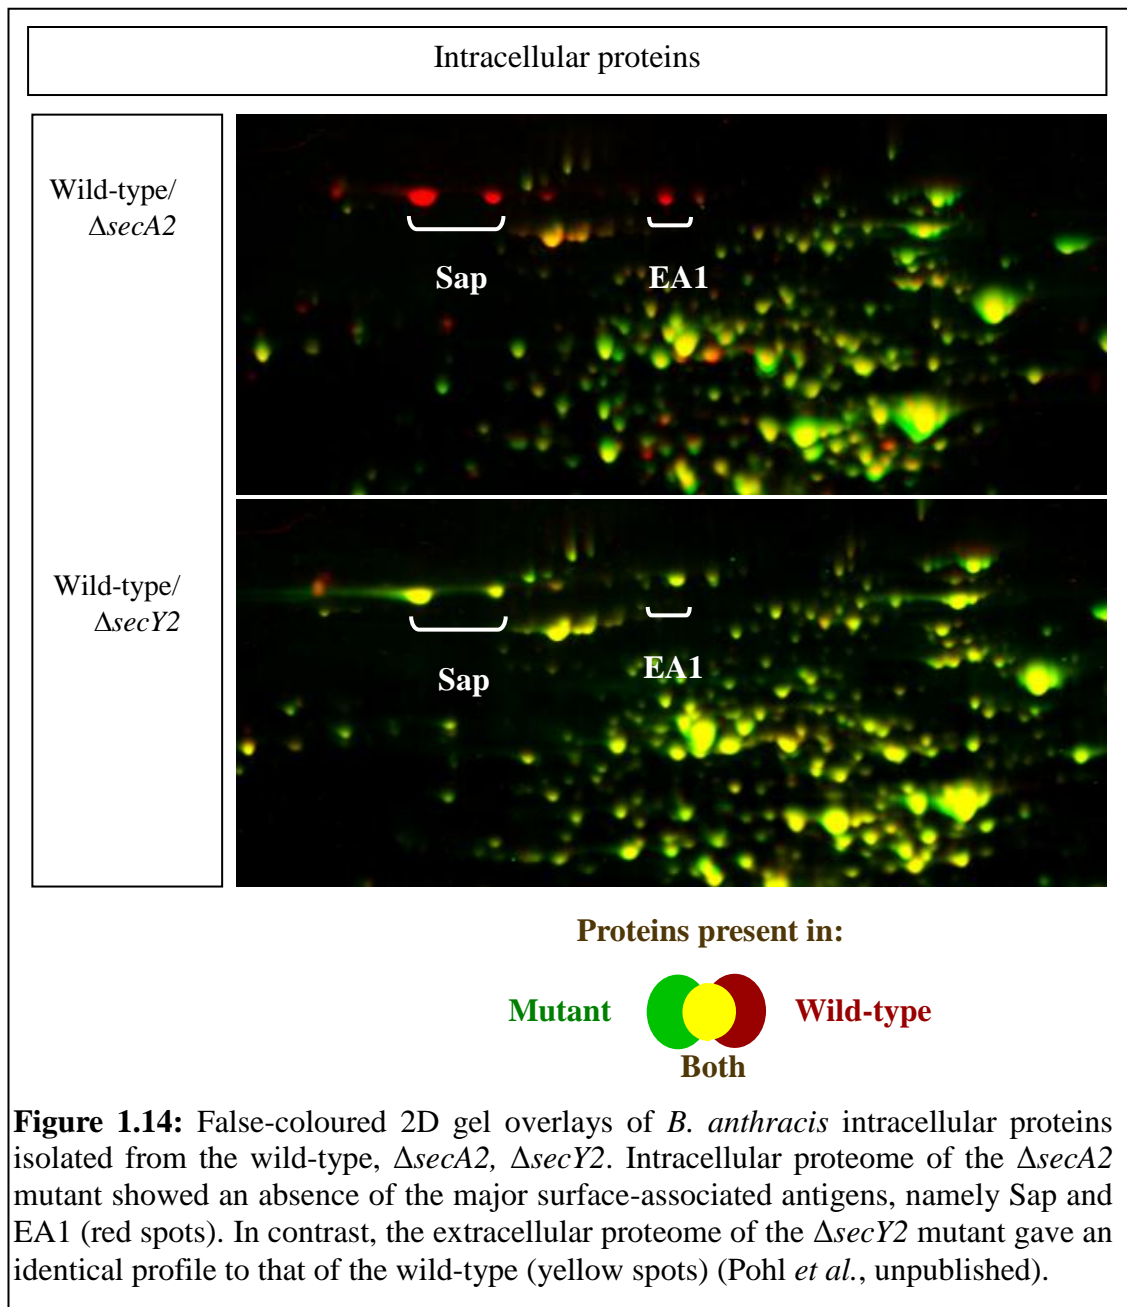 Intracellular proteins
Wild-type/
ΔsecA2
Sap
EA1
Wild-type/
ΔsecY2
Sap
EA1
Proteins present in:
Mutant
Wild-type
Both
Figure 1.14: False-coloured 2D gel overlays of B. anthracis intracellular proteins
isolated from the wild-type, ΔsecA2, ΔsecY2. Intracellular proteome of the ΔsecA2
mutant showed an absence of the major surface-associated antigens, namely Sap and
EA1 (red spots). In contrast, the extracellular proteome of the ΔsecY2 mutant gave an
identical profile to that of the wild-type (yellow spots) (Pohl et al., unpublished).